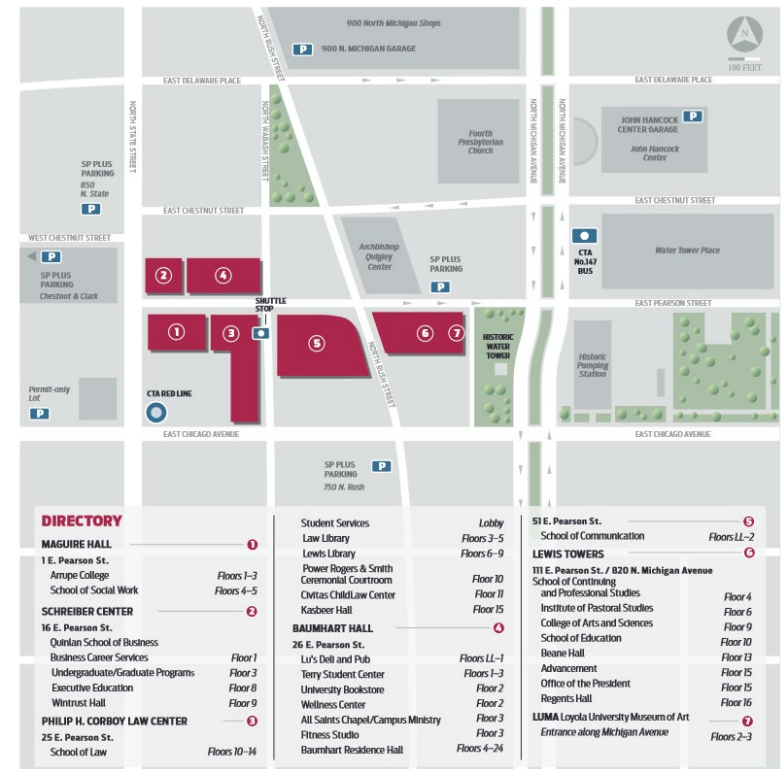 900 North Michigan Shops
P 900 N. MICHIGAN GARAGE
N
100 FEET
NORTH RUSH STREET
EAST DELAWARE PLACE
EAST DELAWARE PLACE
NORTH STATE STREET
NORTH WABASH STREET
NORTH MICHIGAN AVENUE
NORTH MICHIGAN AVENUE
Fourth
Presbyterian
Church
JOHN HANCOCK
CENTER GARAGE
P
John Hancock
Center
SP PLUS
PARKING
850
N. State
P
EAST CHESTNUT STREET
EAST CHESTNUT STREET
WEST CHESTNUT STREET
P
SP PLUS
PARKING
Chestnut & Clark
Archbishop
Quigley
Center
SP PLUS
PARKING
P
CTA
No.147
BUS
Water Tower Place
2
4
EAST PEARSON STREET
SHUTTLE
STOP
1
3
5
6
7
NORTH RUSH STREET
HISTORIC
WATER
TOWER
Historic
Pumping
Station
Permit-only
Lot
P
CTA RED LINE
EAST CHICAGO AVENUE
EAST CHICAGO AVENUE
SP PLUS
PARKING
P
750 N. Rush
DIRECTORY
MAGUIRE HALL 1
1 E. Pearson St.
Arrupe College Floors 1–3
School of Social Work Floors 4–5
SCHREIBER CENTER 2
16 E. Pearson St.
Quinlan School of Business
Business Career Services Floor 1
Undergraduate/Graduate Programs Floor 3
Executive Education Floor 8
Wintrust Hall Floor 9
PHILIP H. CORBOY LAW CENTER 3
25 E. Pearson St.
School of Law Floors 10–14
Student Services Lobby
Law Library Floors 3–5
Lewis Library Floors 6–9
Power Rogers & Smith
Ceremonial Courtroom Floor 10
Civitas ChildLaw Center Floor 11
Kasbeer Hall Floor 15
BAUMHART HALL 4
26 E. Pearson St.
Lu's Deli and Pub Floors LL–1
Terry Student Center Floors 1–3
University Bookstore Floor 2
Wellness Center Floor 2
All Saints Chapel/Campus Ministry Floor 3
Fitness Studio Floor 3
Baumhart Residence Hall Floors 4–24
51 E. Pearson St. 5
School of Communication Floors LL–2
LEWIS TOWERS 6
111 E. Pearson St. / 820 N. Michigan Avenue
School of Continuing
and Professional Studies Floor 4
Institute of Pastoral Studies Floor 6
College of Arts and Sciences Floor 9
School of Education Floor 10
Beane Hall Floor 13
Advancement Floor 15
Office of the President Floor 15
Regents Hall Floor 16
LUMA Loyola University Museum of Art 7
Entrance along Michigan Avenue Floors 2–3